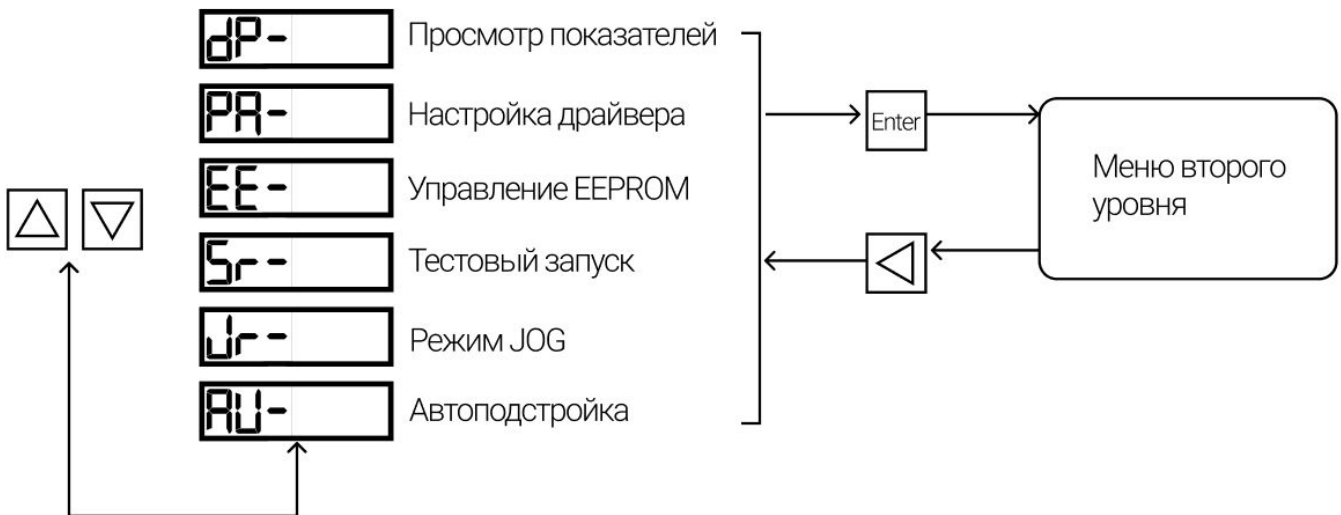 dP- Просмотр показателей
PA- Настройка драйвера
Enter
EE- Управление EEPROM
Меню второго
уровня
Sr- Тестовый запуск
Jr- Режим JOG
AU- Автоподстройка